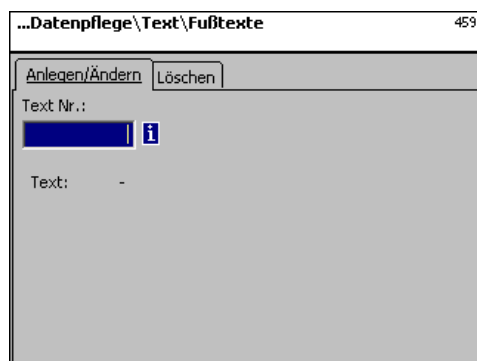 ...Datenpflege\Text\Fußtexte 459
Anlegen/Ändern Löschen
Text Nr.:
i
Text: -